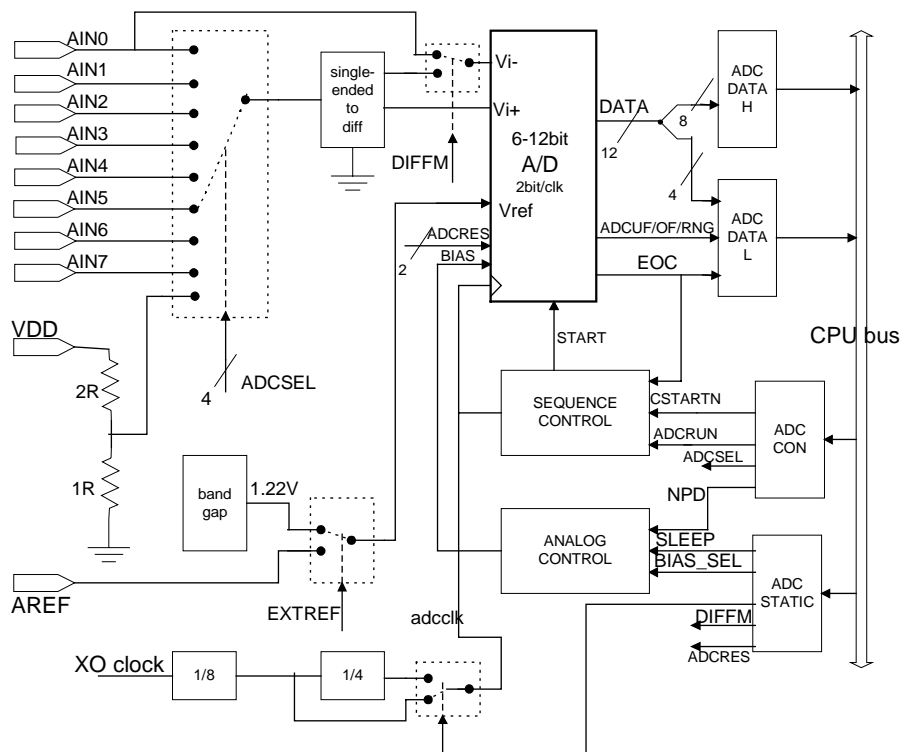 AIN0
AIN1
AIN2
AIN3
AIN4
AIN5
AIN6
AIN7
VDD
2R
1R
4
ADCSEL
single-
ended
to
diff
DIFFM
Vi-
Vi+
6-12bit
A/D
2bit/clk
Vref
ADCRES
2
BIAS
DATA
12
8
4
ADC
DATA
H
ADCUF/OF/RNG
EOC
ADC
DATA
L
CPU bus
START
SEQUENCE
CONTROL
CSTARTN
ADCRUN
ADCSEL
NPD
ADC
CON
band
gap
1.22V
AREF
EXTREF
ANALOG
CONTROL
SLEEP
BIAS_SEL
DIFFM
ADCRES
ADC
STATIC
adcclk
XO clock
1/8
1/4